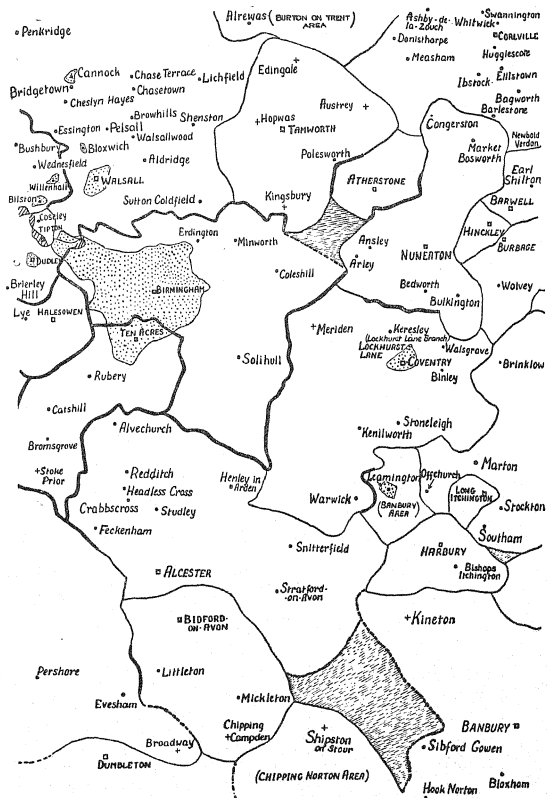 Penkridge
Alrewas
(BURTON ON TRENT
AREA)
Ashby-de-
la-Zouch
Whitwick
Swannington
COALVILLE
Donisthorpe
Hugglescote
Measham
Cannock
Chase Terrace
Lichfield
Edingale
Ellistown
Ibstock
Bridgetown
Chasetown
Bagworth
Cheslyn Hayes
Austrey
Barlestone
Brownhills
Shenston
Hopwas
Congerston
Essington
Pelsall
TAMWORTH
Newbold
Verdon
Walsallwood
Market
Bosworth
Bushbury
Bloxwich
Polesworth
Wednesfield
Aldridge
Earl
Shilton
Willenhall
WALSALL
ATHERSTONE
Bilston
Sutton Coldfield
Kingsbury
BARWELL
Coseley
TIPTON
HINCKLEY
Erdington
Minworth
Ansley
BURBAGE
DUDLEY
NUNEATON
Arley
Coleshill
Brierley
Hill
BIRMINGHAM
Bedworth
Wolvey
Bulkington
Lye
HALESOWEN
TEN ACRES
Meriden
Keresley
(Lockhurst Lane Branch)
LOCKHURST
LANE
Walsgrave
Solihull
COVENTRY
Brinklow
Rubery
Binley
Catshill
Alvechurch
Stoneleigh
Kenilworth
Bromsgrove
Stoke
Prior
Redditch
Henley in
Arden
Leamington
Offchurch
Marton
Headless Cross
LONG
ITCHINGTON
Crabbscross
Warwick
(BANBURY
AREA)
Studley
Stockton
Feckenham
Southam
Snitterfield
HARBURY
Bishops
Itchington
ALCESTER
Stratford
-on-Avon
BIDFORD
-ON-AVON
Kineton
Pershore
Littleton
Evesham
Mickleton
Chipping
Campden
Shipston
on Stour
BANBURY
Broadway
Sibford Gowen
DUMBLETON
(CHIPPING NORTON AREA)
Bloxham
Hook Norton